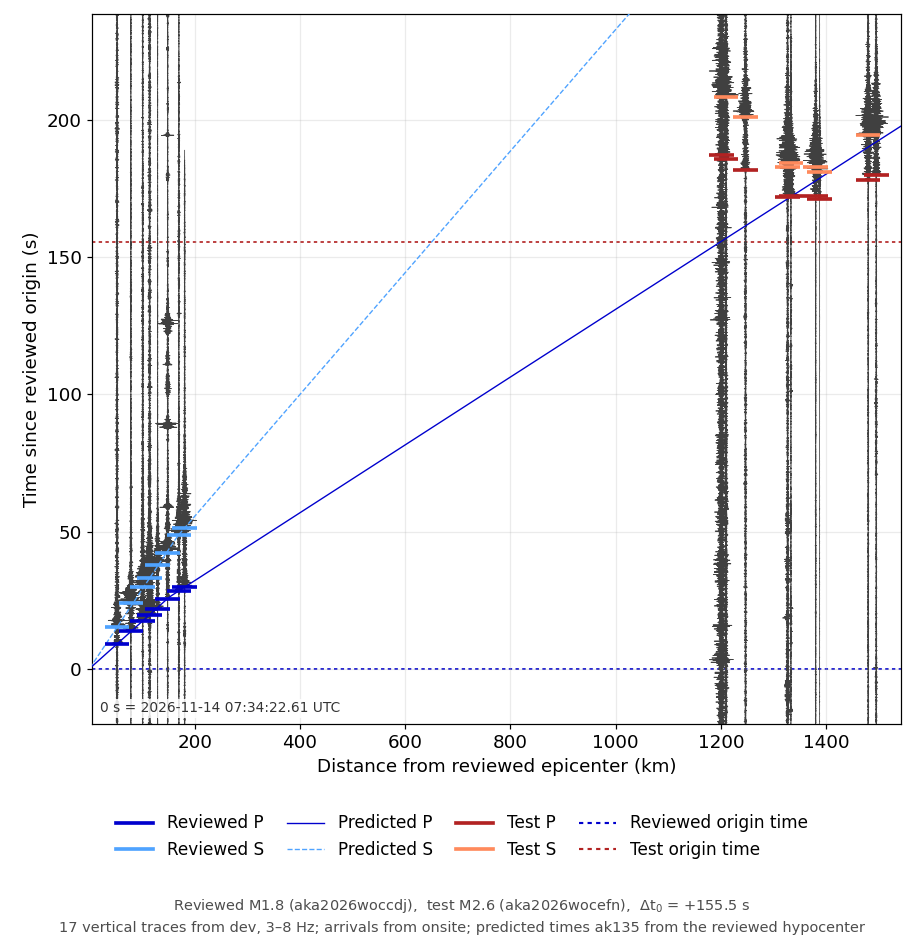 Time since reviewed origin (s)
200
150
100
50
0
0 s = 2026-11-14 07:34:22.61 UTC
200 400 600 800 1000 1200 1400
Distance from reviewed epicenter (km)
Reviewed P Predicted P Test P Reviewed origin time
Reviewed S Predicted S Test S Test origin time
Reviewed M1.8 (aka2026woccdj), test M2.6 (aka2026wocefn), Δt₀ = +155.5 s
17 vertical traces from dev, 3–8 Hz; arrivals from onsite; predicted times ak135 from the reviewed hypocenter